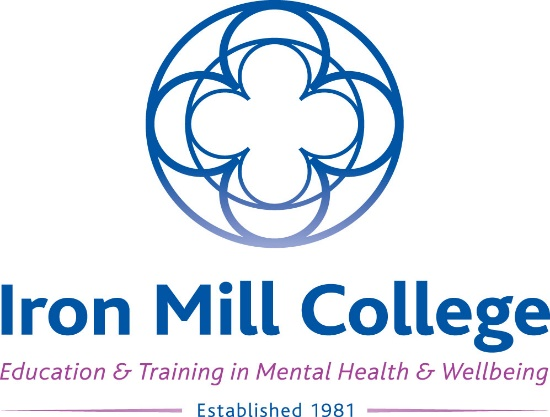 Iron Mill College
Education & Training in Mental Health & Wellbeing
Established 1981